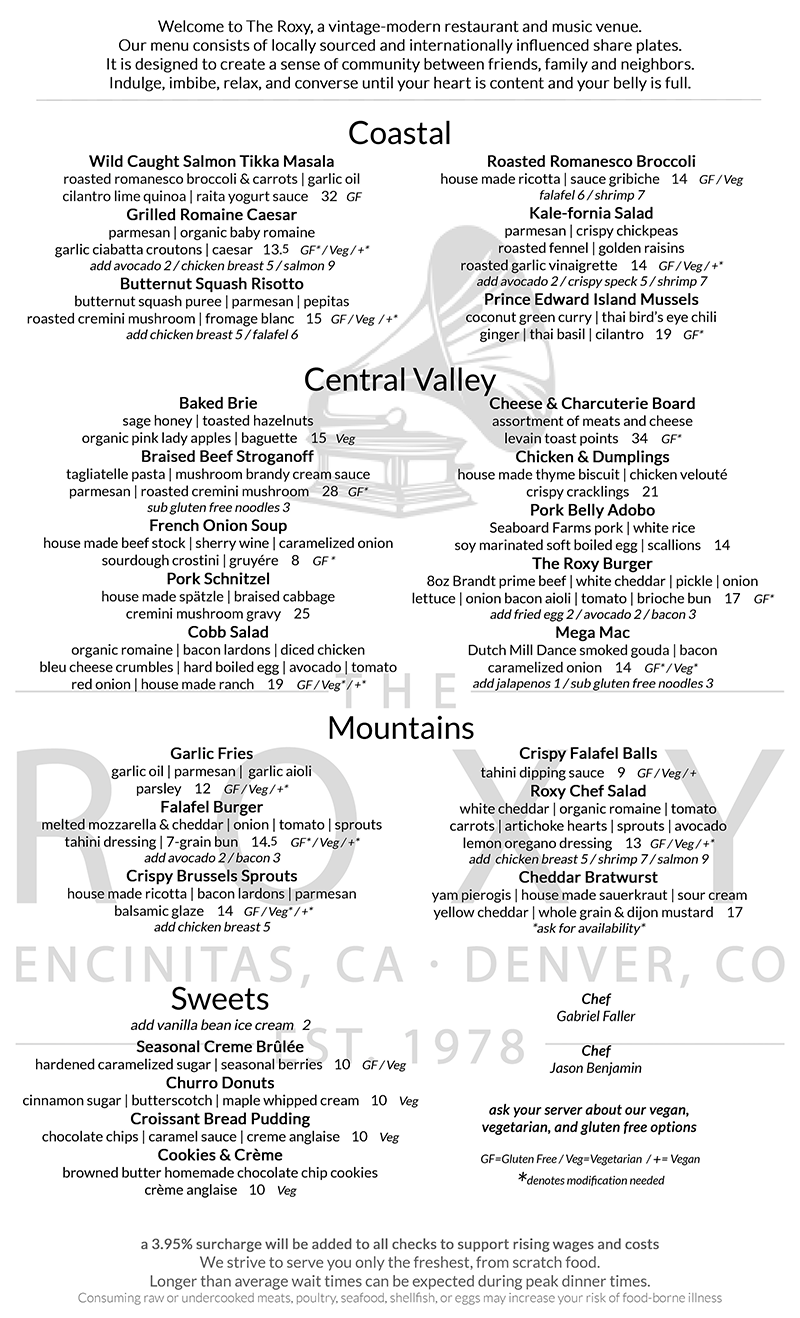 Welcome to The Roxy, a vintage-modern restaurant and music venue.
Our menu consists of locally sourced and internationally influenced share plates.
It is designed to create a sense of community between friends, family and neighbors.
Indulge, imbibe, relax, and converse until your heart is content and your belly is full.
Coastal
Wild Caught Salmon Tikka Masala
roasted romanesco broccoli & carrots | garlic oil
cilantro lime quinoa | raita yogurt sauce 32 GF
Grilled Romaine Caesar
parmesan | organic baby romaine
garlic ciabatta croutons | caesar 13.5 GF* / Veg / +*
add avocado 2 / chicken breast 5 / salmon 9
Butternut Squash Risotto
butternut squash puree | parmesan | pepitas
roasted cremini mushroom | fromage blanc 15 GF / Veg / +*
add chicken breast 5 / falafel 6
Roasted Romanesco Broccoli
house made ricotta | sauce gribiche 14 GF / Veg
falafel 6 / shrimp 7
Kale-fornia Salad
parmesan | crispy chickpeas
roasted fennel | golden raisins
roasted garlic vinaigrette 14 GF / Veg / +*
add avocado 2 / crispy speck 5 / shrimp 7
Prince Edward Island Mussels
coconut green curry | thai bird's eye chili
ginger | thai basil | cilantro 19 GF*
Central Valley
Baked Brie
sage honey | toasted hazelnuts
organic pink lady apples | baguette 15 Veg
Braised Beef Stroganoff
tagliatelle pasta | mushroom brandy cream sauce
parmesan | roasted cremini mushroom 28 GF*
sub gluten free noodles 3
French Onion Soup
house made beef stock | sherry wine | caramelized onion
sourdough crostini | gruyére 8 GF *
Pork Schnitzel
house made spätzle | braised cabbage
cremini mushroom gravy 25
Cobb Salad
organic romaine | bacon lardons | diced chicken
bleu cheese crumbles | hard boiled egg | avocado | tomato
red onion | house made ranch 19 GF / Veg* / +*
Cheese & Charcuterie Board
assortment of meats and cheese
levain toast points 34 GF*
Chicken & Dumplings
house made thyme biscuit | chicken velouté
crispy cracklings 21
Pork Belly Adobo
Seaboard Farms pork | white rice
soy marinated soft boiled egg | scallions 14
The Roxy Burger
8oz Brandt prime beef | white cheddar | pickle | onion
lettuce | onion bacon aioli | tomato | brioche bun 17 GF*
add fried egg 2 / avocado 2 / bacon 3
Mega Mac
Dutch Mill Dance smoked gouda | bacon
caramelized onion 14 GF* / Veg*
add jalapenos 1 / sub gluten free noodles 3
THE
Mountains
Garlic Fries
garlic oil | parmesan | garlic aioli
parsley 12 GF / Veg / +*
Falafel Burger
melted mozzarella & cheddar | onion | tomato | sprouts
tahini dressing | 7-grain bun 14.5 GF* / Veg / +*
add avocado 2 / bacon 3
Crispy Brussels Sprouts
house made ricotta | bacon lardons | parmesan
balsamic glaze 14 GF / Veg* / +*
add chicken breast 5
Crispy Falafel Balls
tahini dipping sauce 9 GF / Veg / +
Roxy Chef Salad
white cheddar | organic romaine | tomato
carrots | artichoke hearts | sprouts | avocado
lemon oregano dressing 13 GF / Veg / +*
add chicken breast 5 / shrimp 7 / salmon 9
Cheddar Bratwurst
yam pierogis | house made sauerkraut | sour cream
yellow cheddar | whole grain & dijon mustard 17
*ask for availability*
ROXY
ENCINITAS, CA · DENVER, CO
Sweets
add vanilla bean ice cream 2
Seasonal Creme Brûlée
hardened caramelized sugar | seasonal berries 10 GF / Veg
Churro Donuts
cinnamon sugar | butterscotch | maple whipped cream 10 Veg
Croissant Bread Pudding
chocolate chips | caramel sauce | creme anglaise 10 Veg
Cookies & Crème
browned butter homemade chocolate chip cookies
crème anglaise 10 Veg
EST. 1978
Chef
Gabriel Faller
Chef
Jason Benjamin
ask your server about our vegan,
vegetarian, and gluten free options
GF=Gluten Free / Veg=Vegetarian / += Vegan
*denotes modification needed
a 3.95% surcharge will be added to all checks to support rising wages and costs
We strive to serve you only the freshest, from scratch food.
Longer than average wait times can be expected during peak dinner times.
Consuming raw or undercooked meats, poultry, seafood, shellfish, or eggs may increase your risk of food-borne illness